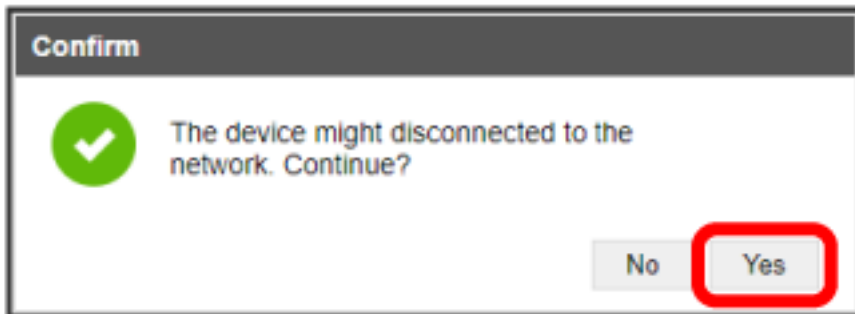 Confirm
The device might disconnected to the
network. Continue?
No Yes